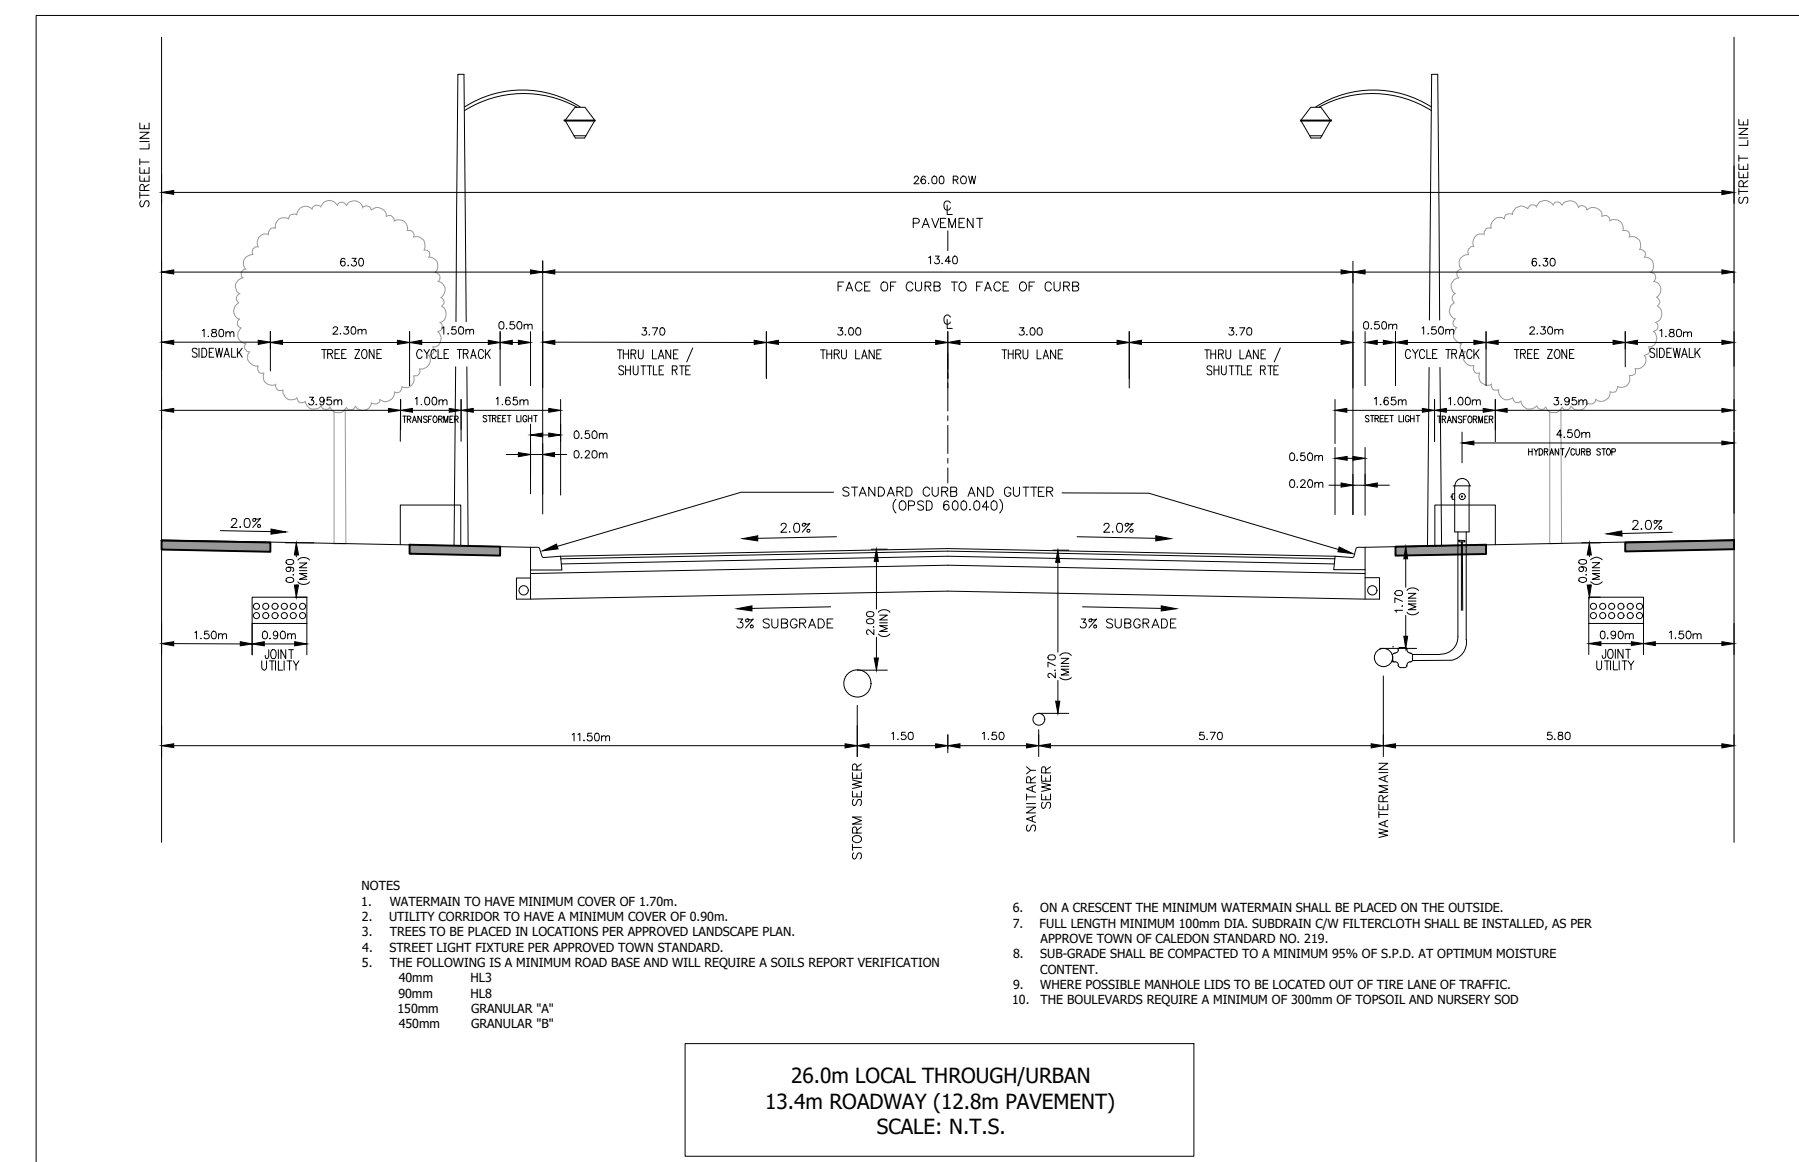 STREET LINE
STREET LINE
26.00 ROW
℄
PAVEMENT
6.30
13.40
6.30
FACE OF CURB TO FACE OF CURB
℄
1.80m
2.30m
1.50m
0.50m
3.70
3.00
3.00
3.70
0.50m
1.50m
2.30m
1.80m
SIDEWALK
TREE ZONE
CYCLE TRACK
THRU LANE /
SHUTTLE RTE
THRU LANE
THRU LANE
THRU LANE /
SHUTTLE RTE
CYCLE TRACK
TREE ZONE
SIDEWALK
3.95m
1.00m
1.65m
1.65m
1.00m
3.95m
TRANSFORMER
STREET LIGHT
STREET LIGHT
TRANSFORMER
0.50m
0.20m
4.50m
HYDRANT/CURB STOP
0.50m
0.20m
STANDARD CURB AND GUTTER
(OPSD 600.040)
2.0%
2.0%
2.0%
2.0%
0.90
(MIN)
0.90
(MIN)
1.70
(MIN)
3% SUBGRADE
3% SUBGRADE
2.00
(MIN)
2.70
(MIN)
1.50m
0.90m
0.90m
1.50m
JOINT
UTILITY
JOINT
UTILITY
11.50m
1.50
1.50
5.70
5.80
STORM SEWER
SANITARY
SEWER
WATERMAIN
NOTES
1. WATERMAIN TO HAVE MINIMUM COVER OF 1.70m.
2. UTILITY CORRIDOR TO HAVE A MINIMUM COVER OF 0.90m.
3. TREES TO BE PLACED IN LOCATIONS PER APPROVED LANDSCAPE PLAN.
4. STREET LIGHT FIXTURE PER APPROVED TOWN STANDARD.
5. THE FOLLOWING IS A MINIMUM ROAD BASE AND WILL REQUIRE A SOILS REPORT VERIFICATION
40mm HL3
90mm HL8
150mm GRANULAR "A"
450mm GRANULAR "B"
6. ON A CRESCENT THE MINIMUM WATERMAIN SHALL BE PLACED ON THE OUTSIDE.
7. FULL LENGTH MINIMUM 100mm DIA. SUBDRAIN C/W FILTERCLOTH SHALL BE INSTALLED, AS PER
APPROVE TOWN OF CALEDON STANDARD NO. 219.
8. SUB-GRADE SHALL BE COMPACTED TO A MINIMUM 95% OF S.P.D. AT OPTIMUM MOISTURE
CONTENT.
9. WHERE POSSIBLE MANHOLE LIDS TO BE LOCATED OUT OF TIRE LANE OF TRAFFIC.
10. THE BOULEVARDS REQUIRE A MINIMUM OF 300mm OF TOPSOIL AND NURSERY SOD
26.0m LOCAL THROUGH/URBAN
13.4m ROADWAY (12.8m PAVEMENT)
SCALE: N.T.S.